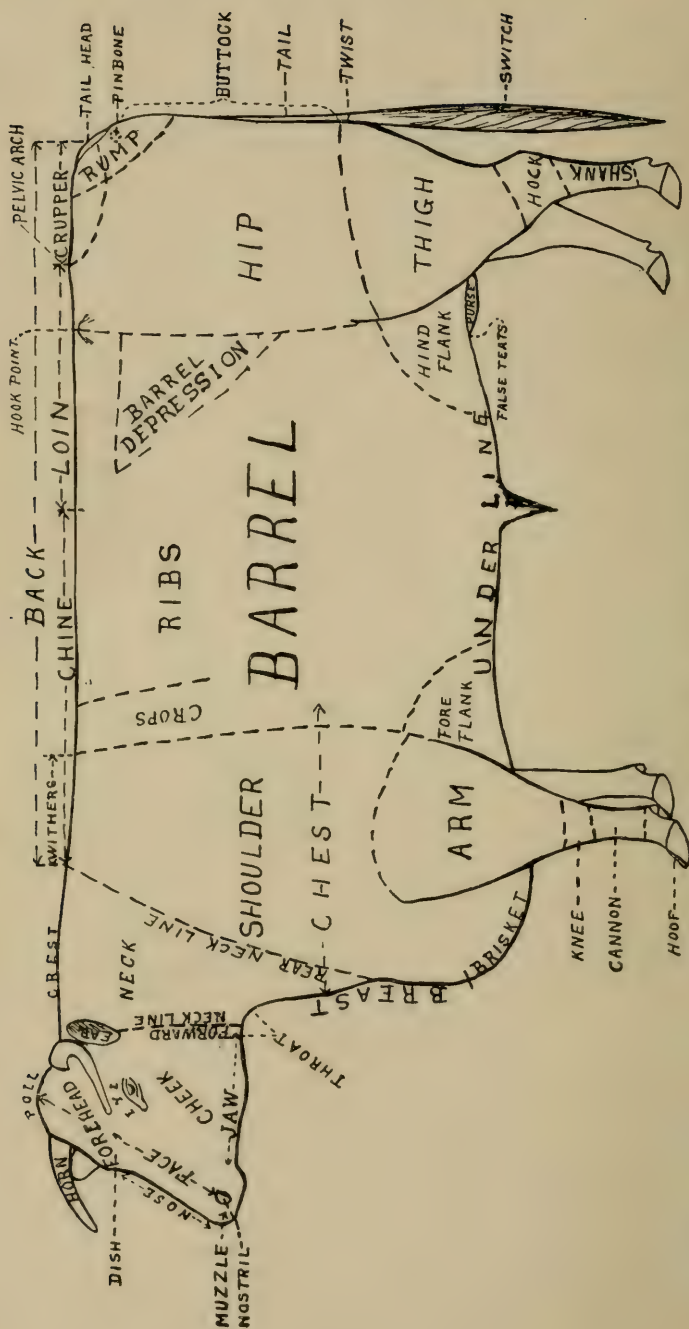 PELVIC ARCH
HOOK POINT
BACK
WITHERS
CHINE
LOIN
CRUPPER
TAIL HEAD
PINBONE
RUMP
BUTTOCK
TAIL
TWIST
SWITCH
POLL
CREST
HORN
FOREHEAD
EYE
EAR
DISH
NOSE
FACE
CHEEK
JAW
MUZZLE
NOSTRIL
NECK
FORWARD
NECK LINE
THROAT
REAR NECK LINE
SHOULDER
CHEST
BREAST
BRISKET
ARM
KNEE
CANNON
HOOF
CROPS
RIBS
BARREL
BARREL
DEPRESSION
FORE
FLANK
UNDER LINE
HIP
HIND
FLANK
PURSE
FALSE TEATS
THIGH
HOCK
SHANK